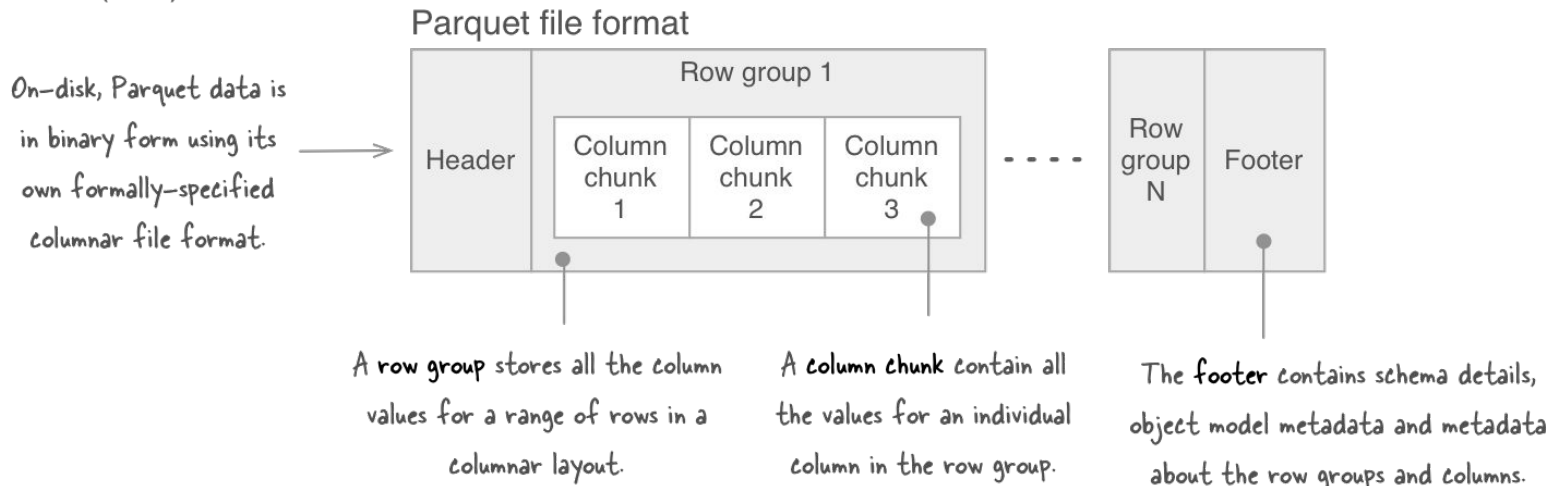 Parquet file format
On-disk, Parquet data is
in binary form using its
own formally-specified
columnar file format.
Header
Row group 1
Column
chunk
1
Column
chunk
2
Column
chunk
3
Row
group
N
Footer
A row group stores all the column
values for a range of rows in a
columnar layout.
A column chunk contain all
the values for an individual
column in the row group.
The footer contains schema details,
object model metadata and metadata
about the row groups and columns.